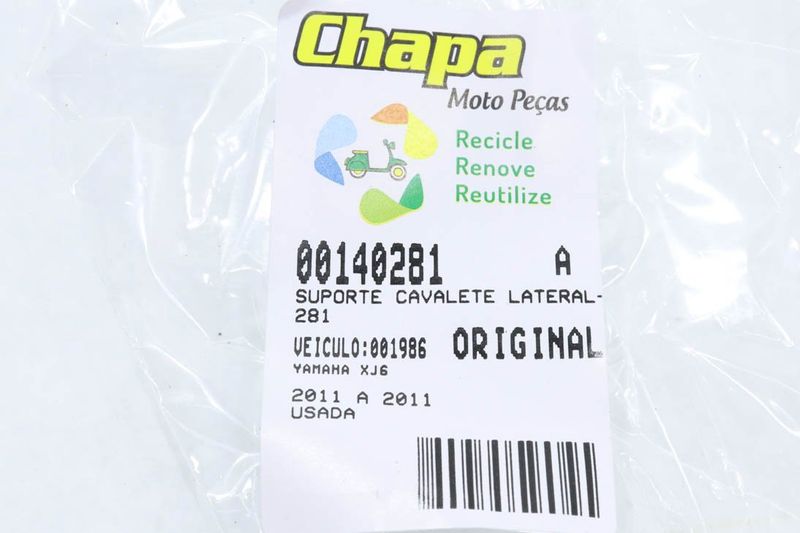 Chapa
Moto Peças
Recicle
Renove
Reutilize
00140281 A
SUPORTE CAVALETE LATERAL-
281
VEICULO:001986 ORIGINAL
YAMAHA XJ6
2011 A 2011
USADA